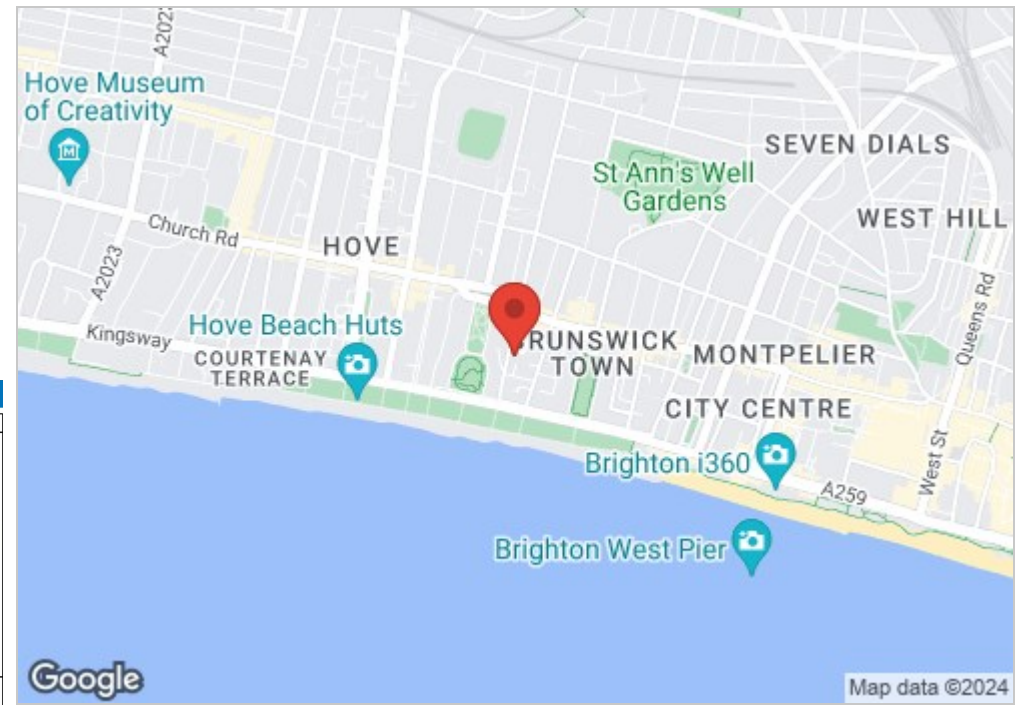 A2023
Hove Museum
of Creativity
SEVEN DIALS
St Ann's Well
Gardens
WEST HILL
Church Rd
HOVE
A2023
Queens Rd
Kingsway
Hove Beach Huts
COURTENAY
TERRACE
BRUNSWICK
TOWN
MONTPELIER
CITY CENTRE
West St
Brighton i360
A259
Brighton West Pier
Google
Map data ©2024